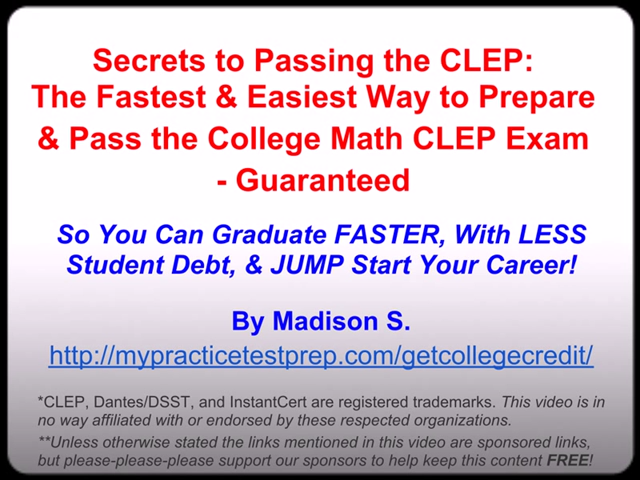 Secrets to Passing the CLEP:
The Fastest & Easiest Way to Prepare
& Pass the College Math CLEP Exam
- Guaranteed
So You Can Graduate FASTER, With LESS
Student Debt, & JUMP Start Your Career!
By Madison S.
http://mypracticetestprep.com/getcollegecredit/
*CLEP, Dantes/DSST, and InstantCert are registered trademarks. This video is in
no way affiliated with or endorsed by these respected organizations.
**Unless otherwise stated the links mentioned in this video are sponsored links,
but please-please-please support our sponsors to help keep this content FREE!